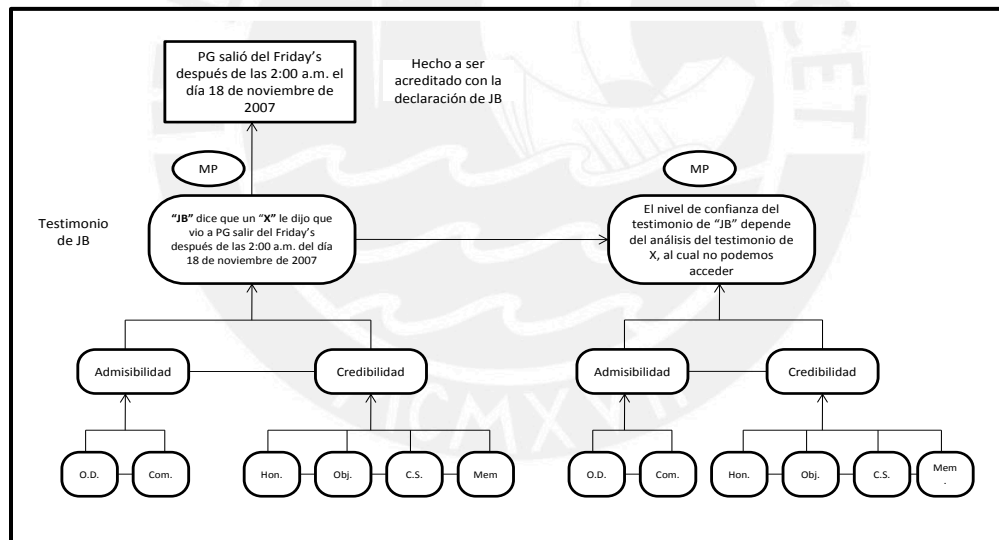 PG salió del Friday's
después de las 2:00 a.m. el
día 18 de noviembre de
2007
Hecho a ser
acreditado con la
declaración de JB
MP
MP
Testimonio
de JB
"JB" dice que un "X" le dijo que
vio a PG salir del Friday's
después de las 2:00 a.m. del día
18 de noviembre de 2007
El nivel de confianza del
testimonio de "JB" depende
del análisis del testimonio de
X, al cual no podemos
acceder
Admisibilidad
Credibilidad
Admisibilidad
Credibilidad
O.D.
Com.
Hon.
Obj.
C.S.
Mem
O.D.
Com.
Hon.
Obj.
C.S.
Mem
.